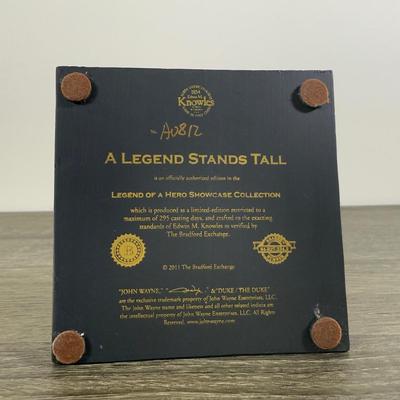 1854
Edwin M.
Knowles
A0812
A LEGEND STANDS TALL
is an officially authorized edition in the
LEGEND OF A HERO SHOWCASE COLLECTION
which is produced as a limited-edition restricted to a
maximum of 295 casting days, and crafted to the exacting
standards of Edwin M. Knowles as verified by
The Bradford Exchange.
B
© 2011 The Bradford Exchange
"JOHN WAYNE," & "DUKE/THE DUKE"
are the exclusive trademark property of John Wayne Enterprises, LLC.
The John Wayne name and likeness and all other related indicia are
the intellectual property of John Wayne Enterprises, LLC. All Rights
Reserved. www.johnwayne.com